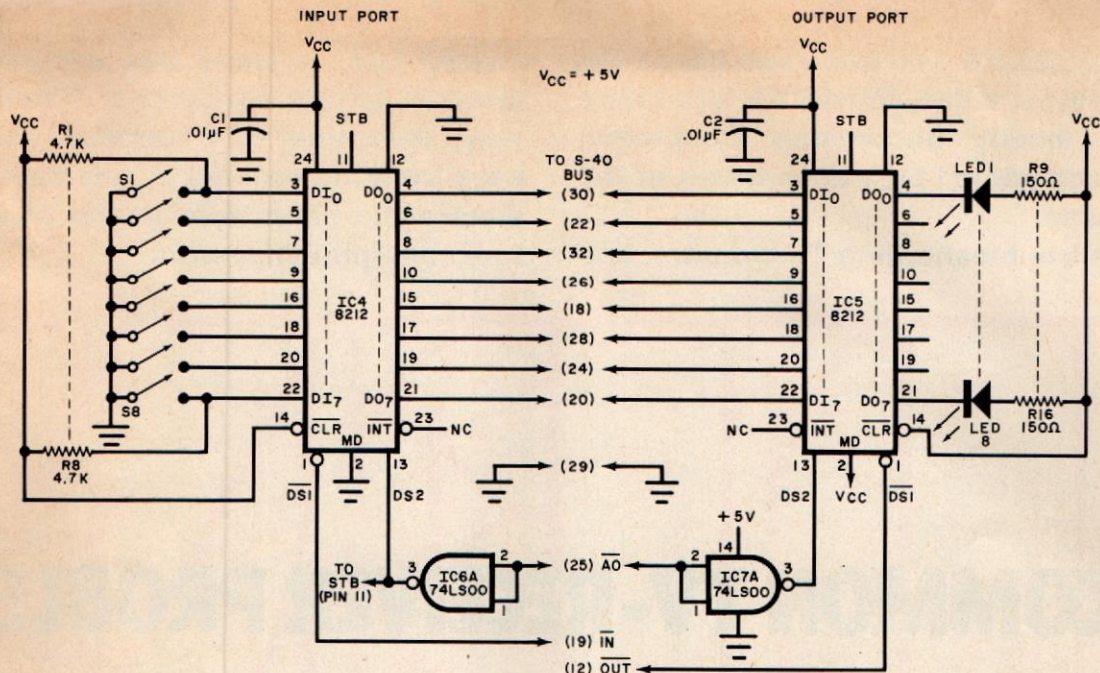 INPUT PORT
OUTPUT PORT
VCC
VCC
VCC = +5V
C1
.01µF
STB
C2
.01µF
STB
VCC
R1
4.7K
VCC
24 11 12
24 11 12
TO S-40
BUS
LED1
R9
150Ω
S1
3 DI0 DO0 4
(30)
3 DI0 DO0 4
5 6
(22)
5 6
7 8
(32)
7 8
9 10
(26)
9 10
IC4
8212
IC5
8212
16 15
(18)
16 15
18 17
(28)
18 17
20 19
(24)
20 19
S8
22 DI7 DO7 21
(20)
22 DI7 DO7 21
LED
8
R16
150Ω
R8
4.7K
14 CLR INT 23 NC
MD
NC 23 INT CLR 14
MD
1 2 13
(29)
13 2 1
DS1 DS2
DS2 VCC DS1
+5V
TO
STB
(PIN 11)
3 IC6A
74LS00
2
1
(25) A0
14
2
1
IC7A
74LS00
3
(19) IN
(12) OUT